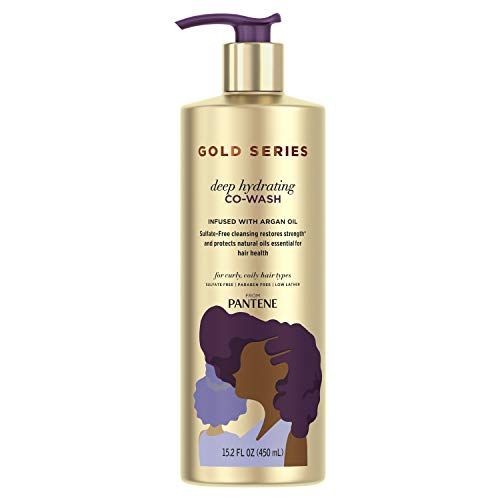 GOLD SERIES
deep hydrating
CO-WASH
INFUSED WITH ARGAN OIL
Sulfate-Free cleansing restores strength*
and protects natural oils essential for
hair health
for curly, coily hair types
SULFATE FREE | PARABEN FREE | LOW LATHER
FROM
PANTENE
15.2 FL OZ (450 mL)